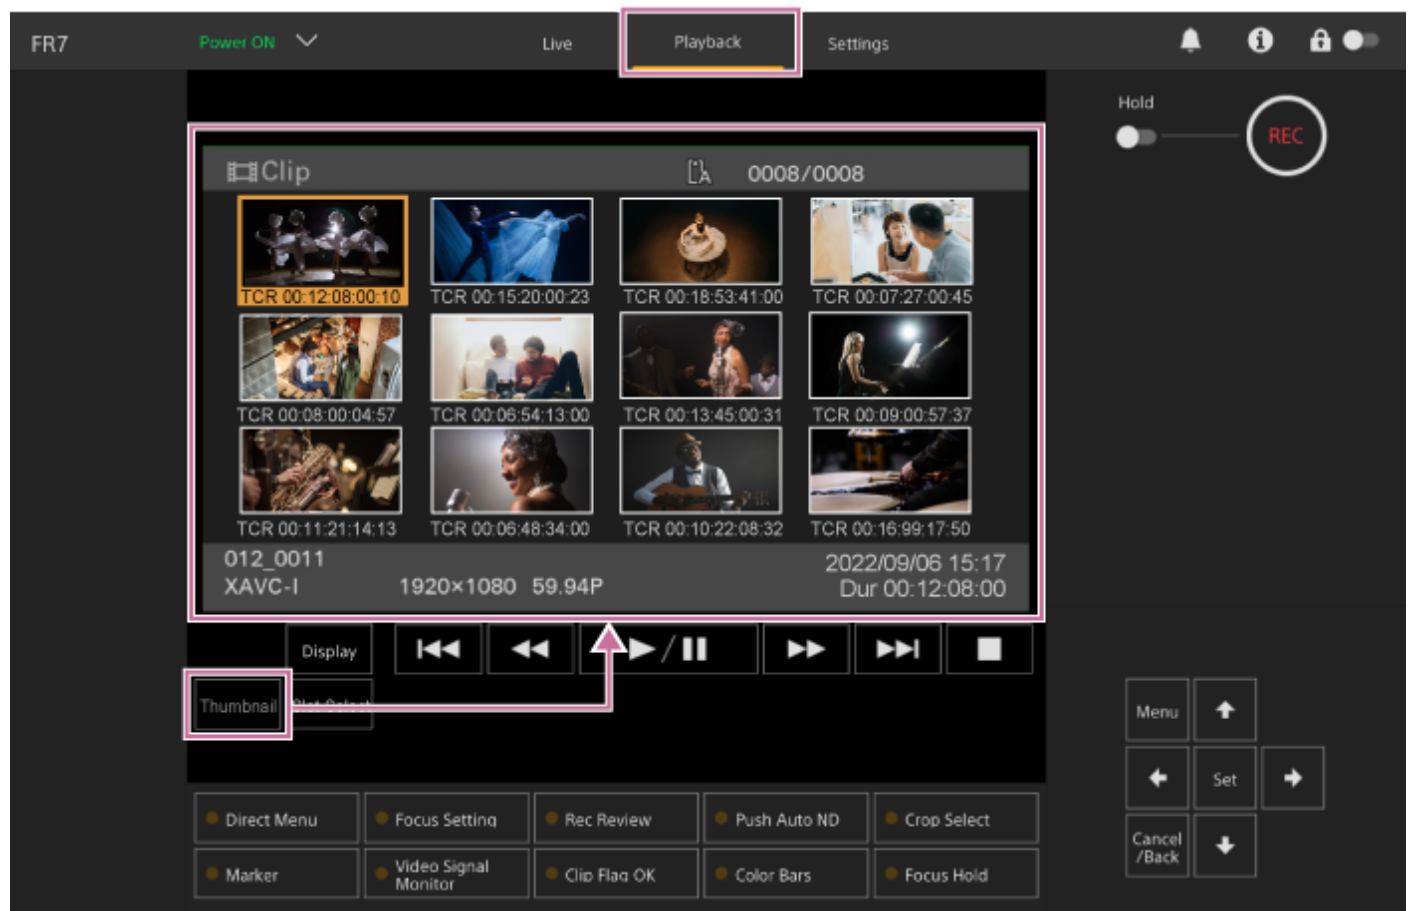 FR7
Power ON
Live
Playback
Settings
Hold
REC
Clip
A
0008/0008
TCR 00:12:08:00:10
TCR 00:15:20:00:23
TCR 00:18:53:41:00
TCR 00:07:27:00:45
TCR 00:08:00:04:57
TCR 00:06:54:13:00
TCR 00:13:45:00:31
TCR 00:09:00:57:37
TCR 00:11:21:14:13
TCR 00:06:48:34:00
TCR 00:10:22:08:32
TCR 00:16:99:17:50
012_0011
2022/09/06 15:17
XAVC-I
1920×1080 59.94P
Dur 00:12:08:00
Display
Thumbnail
Slot Select
Menu
Set
Cancel
/Back
Direct Menu
Focus Setting
Rec Review
Push Auto ND
Crop Select
Marker
Video Signal
Monitor
Clip Flag OK
Color Bars
Focus Hold